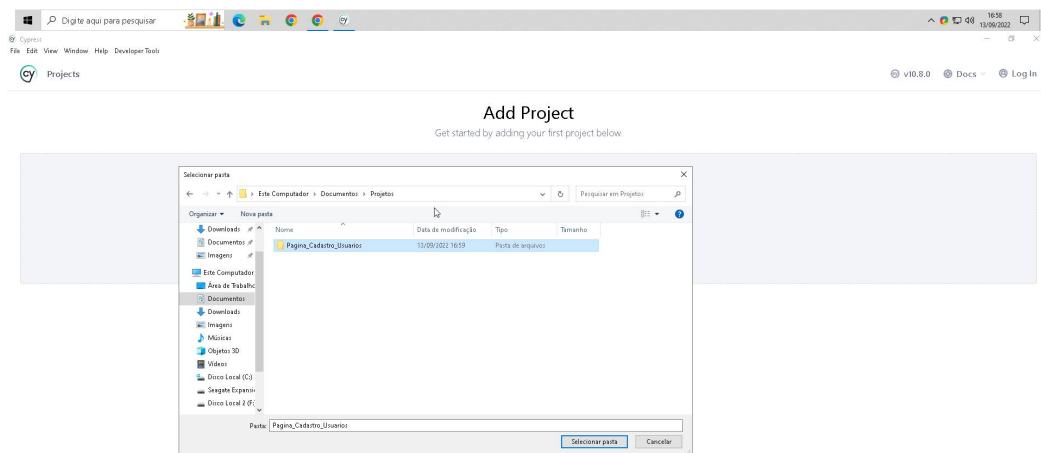 Digite aqui para pesquisar
16:58
13/09/2022
Cypress
File Edit View Window Help Developer Tools
cy Projects v10.8.0 Docs Log In
Add Project
Get started by adding your first project below.
Selecionar pasta
Este Computador > Documentos > Projetos
Pesquisar em Projetos
Organizar Nova pasta
Nome Data de modificação Tipo Tamanho
Pagina_Cadastro_Usuarios 13/09/2022 16:59 Pasta de arquivos
Downloads
Documentos
Imagens
Este Computador
Área de Trabalho
Documentos
Downloads
Imagens
Músicas
Objetos 3D
Vídeos
Disco Local (C:)
Seagate Expansi
Disco Local 2 (F:
Pasta: Pagina_Cadastro_Usuarios
Selecionar pasta Cancelar